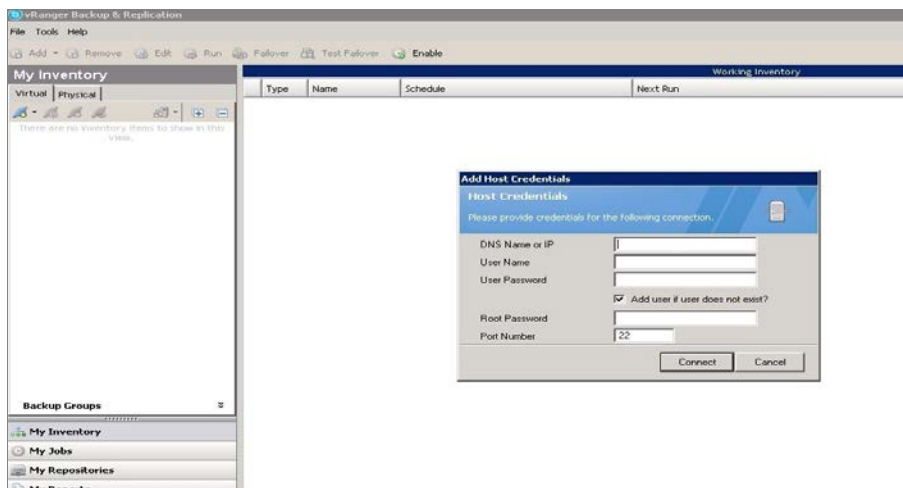 vRanger Backup & Replication
File Tools Help
Add Remove Edit Run Failover Test Failover Enable
My Inventory
Working Inventory
Virtual Physical
Type Name Schedule Next Run
There are no inventory items to show in this view.
Add Host Credentials
Host Credentials
Please provide credentials for the following connection.
DNS Name or IP
User Name
User Password
Add user if user does not exist?
Root Password
Port Number 22
Connect Cancel
Backup Groups
My Inventory
My Jobs
My Repositories